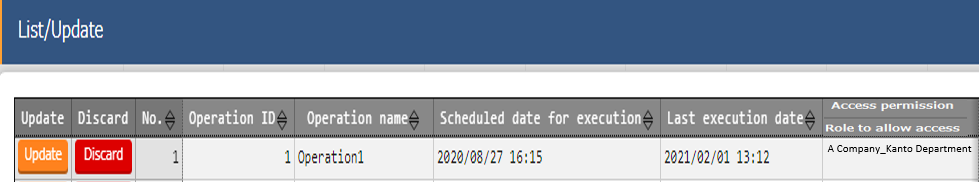 List/Update
Access permission
Update Discard No. Operation ID Operation name Scheduled date for execution Last execution date Role to allow access
Update Discard 1 1 Operation1 2020/08/27 16:15 2021/02/01 13:12 A Company_Kanto Department